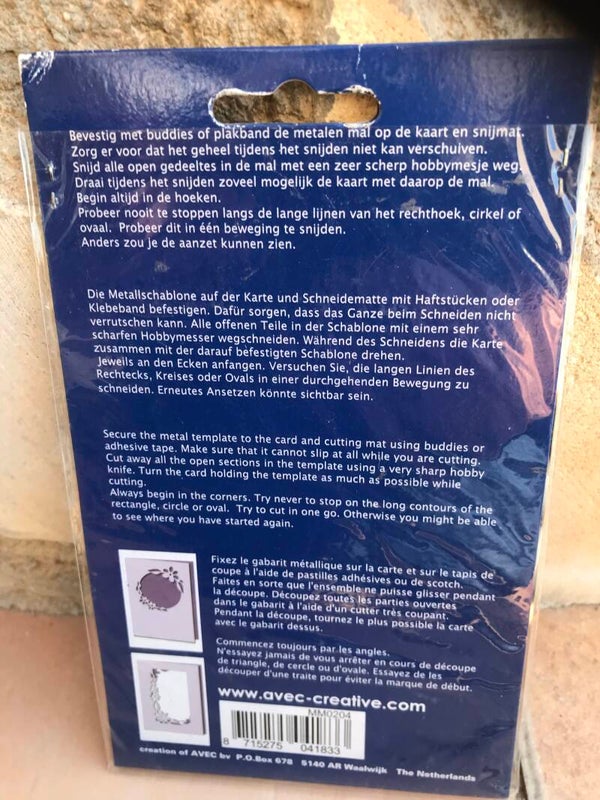 Bevestig met buddies of plakband de metalen mal op de kaart en snijmat.
Zorg er voor dat het geheel tijdens het snijden niet kan verschuiven.
Snijd alle open gedeeltes in de mal met een zeer scherp hobbymesje weg.
Draai tijdens het snijden zoveel mogelijk de kaart met daarop de mal.
Begin altijd in de hoeken.
Probeer nooit te stoppen langs de lange lijnen van het rechthoek, cirkel of
ovaal. Probeer dit in één beweging te snijden.
Anders zou je de aanzet kunnen zien.
Die Metallschablone auf der Karte und Schneidematte mit Haftstücken oder
Klebeband befestigen. Dafür sorgen, dass das Ganze beim Schneiden nicht
verrutschen kann. Alle offenen Teile in der Schablone mit einem sehr
scharfen Hobbymesser wegschneiden. Während des Schneidens die Karte
zusammen mit der darauf befestigten Schablone drehen.
Jeweils an den Ecken anfangen. Versuchen Sie, die langen Linien des
Rechtecks, Kreises oder Ovals in einer durchgehenden Bewegung zu
schneiden. Erneutes Ansetzen könnte sichtbar sein.
Secure the metal template to the card and cutting mat using buddies or
adhesive tape. Make sure that it cannot slip at all while you are cutting.
Cut away all the open sections in the template using a very sharp hobby
knife. Turn the card holding the template as much as possible while
cutting.
Always begin in the corners. Try never to stop on the long contours of the
rectangle, circle or oval. Try to cut in one go. Otherwise you might be able
to see where you have started again.
Fixez le gabarit métallique sur la carte et sur le tapis de
coupe à l'aide de pastilles adhésives ou de scotch.
Faites en sorte que l'ensemble ne puisse glisser pendant
la découpe. Découpez toutes les parties ouvertes
dans le gabarit à l'aide d'un cutter très coupant.
Pendant la découpe, tournez le plus possible la carte
avec le gabarit dessus.
Commencez toujours par les angles.
N'essayez jamais de vous arrêter en cours de découpe
de triangle, de cercle ou d'ovale. Essayez de les
découper d'une traite pour éviter la marque de début.
www.avec-creative.com
MM0204
8 715275 041833
creation of AVEC bv P.O.Box 678 5140 AR Waalwijk The Netherlands